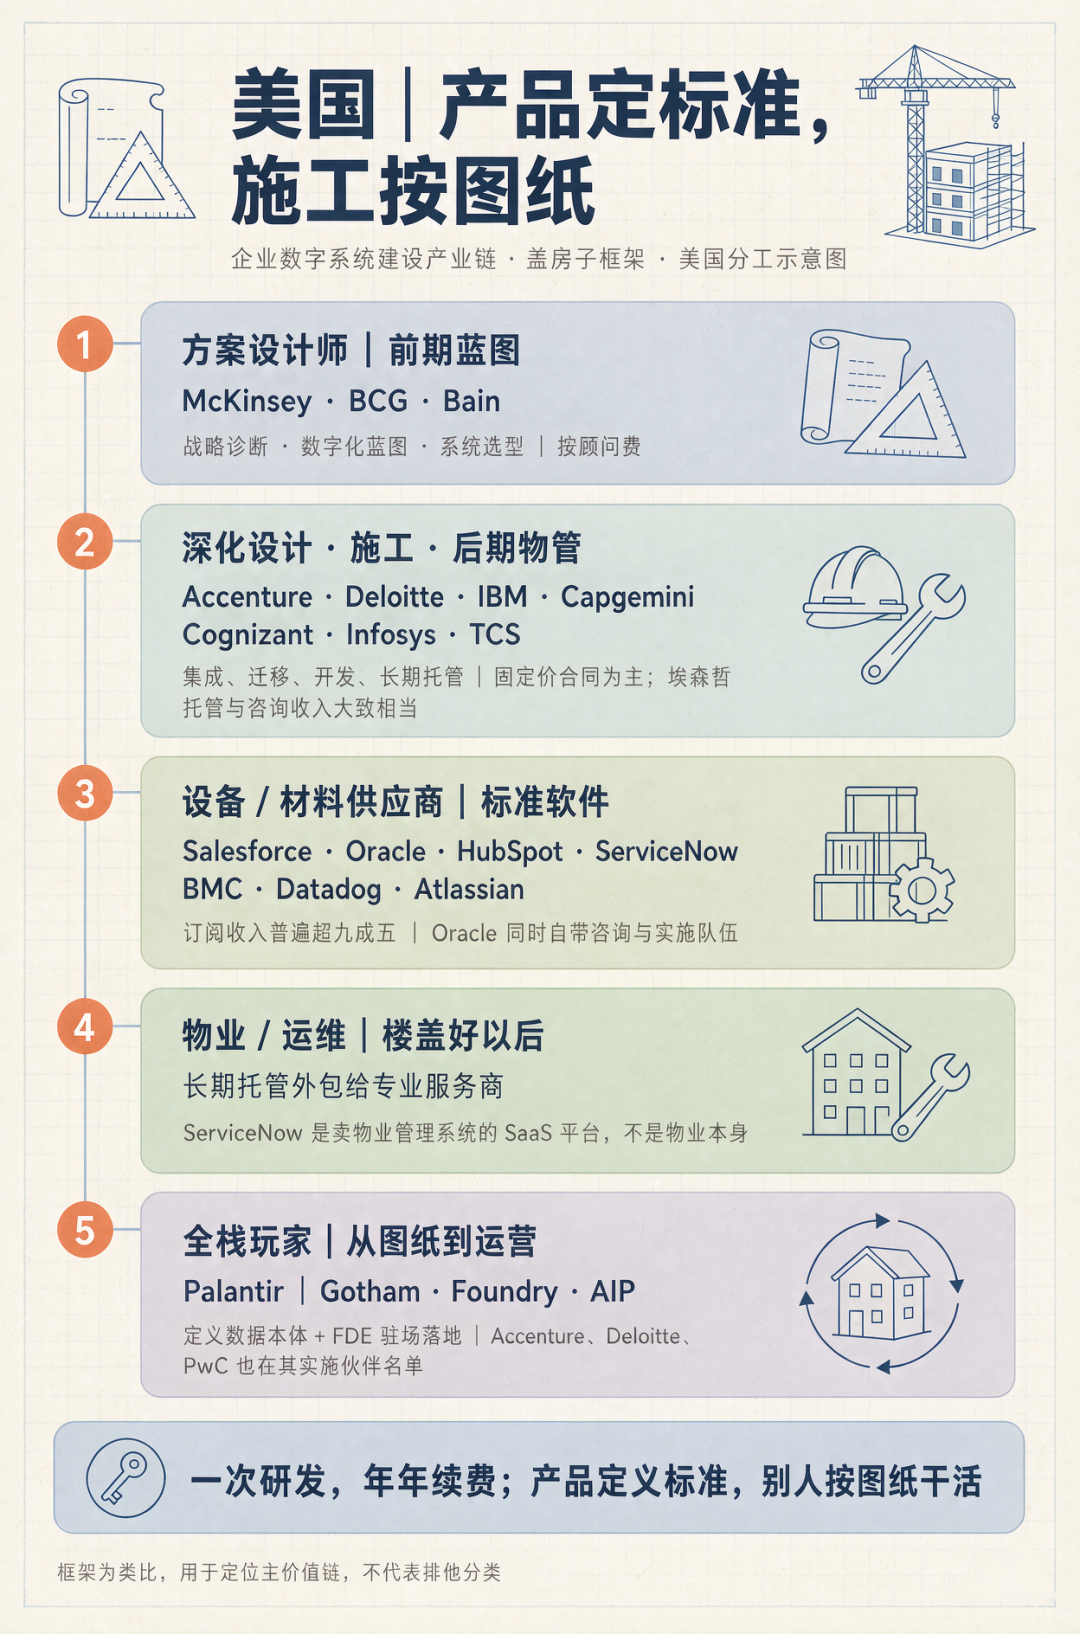 美国｜产品定标准，
施工按图纸
企业数字系统建设产业链 · 盖房子框架 · 美国分工示意图
1
方案设计师｜前期蓝图
McKinsey · BCG · Bain
战略诊断 · 数字化蓝图 · 系统选型｜按顾问费
2
深化设计 · 施工 · 后期物管
Accenture · Deloitte · IBM · Capgemini
Cognizant · Infosys · TCS
集成、迁移、开发、长期托管｜固定价合同为主；埃森哲
托管与咨询收入大致相当
3
设备 / 材料供应商｜标准软件
Salesforce · Oracle · HubSpot · ServiceNow
BMC · Datadog · Atlassian
订阅收入普遍超九成五｜Oracle 同时自带咨询与实施队伍
4
物业 / 运维｜楼盖好以后
长期托管外包给专业服务商
ServiceNow 是卖物业管理系统的 SaaS 平台，不是物业本身
5
全栈玩家｜从图纸到运营
Palantir｜Gotham · Foundry · AIP
定义数据本体 + FDE 驻场落地｜Accenture、Deloitte、
PwC 也在其实施伙伴名单
一次研发，年年续费；产品定义标准，别人按图纸干活
框架为类比，用于定位主价值链，不代表排他分类